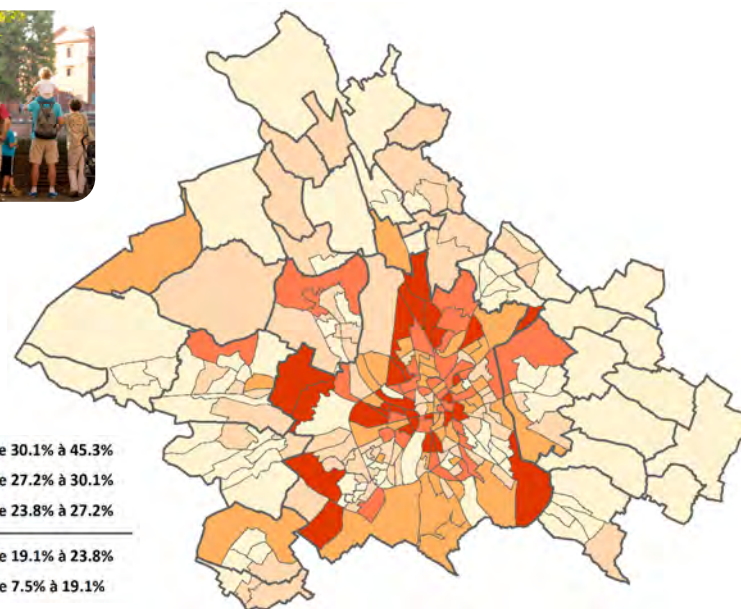 e 30.1% à 45.3%
e 27.2% à 30.1%
e 23.8% à 27.2%
e 19.1% à 23.8%
e 7.5% à 19.1%